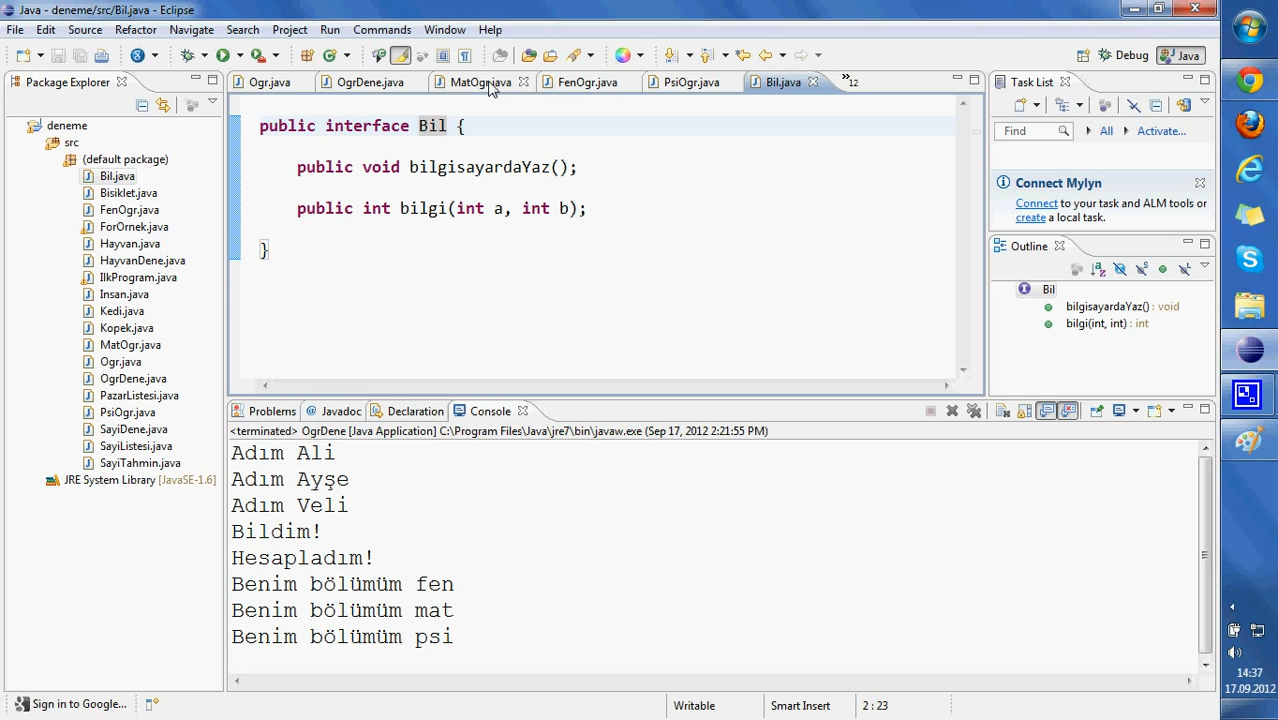 Java - deneme/src/Bil.java - Eclipse
File Edit Source Refactor Navigate Search Project Run Commands Window Help
Debug Java
Package Explorer
deneme
src
(default package)
Bil.java
Bisiklet.java
FenOgr.java
ForOrnek.java
Hayvan.java
HayvanDene.java
IlkProgram.java
Insan.java
Kedi.java
Kopek.java
MatOgr.java
Ogr.java
OgrDene.java
PazarListesi.java
PsiOgr.java
SayiDene.java
SayiListesi.java
SayiTahmin.java
JRE System Library [JavaSE-1.6]
Ogr.java OgrDene.java MatOgr.java FenOgr.java PsiOgr.java Bil.java »12
public interface Bil {
public void bilgisayardaYaz();
public int bilgi(int a, int b);
}
Task List
Find All Activate...
Connect Mylyn
Connect to your task and ALM tools or
create a local task.
Outline
Bil
bilgisayardaYaz() : void
bilgi(int, int) : int
Problems Javadoc Declaration Console
<terminated> OgrDene [Java Application] C:\Program Files\Java\jre7\bin\javaw.exe (Sep 17, 2012 2:21:55 PM)
Adım Ali
Adım Ayşe
Adım Veli
Bildim!
Hesapladım!
Benim bölümüm fen
Benim bölümüm mat
Benim bölümüm psi
Sign in to Google...
Writable Smart Insert 2 : 23
14:37
17.09.2012